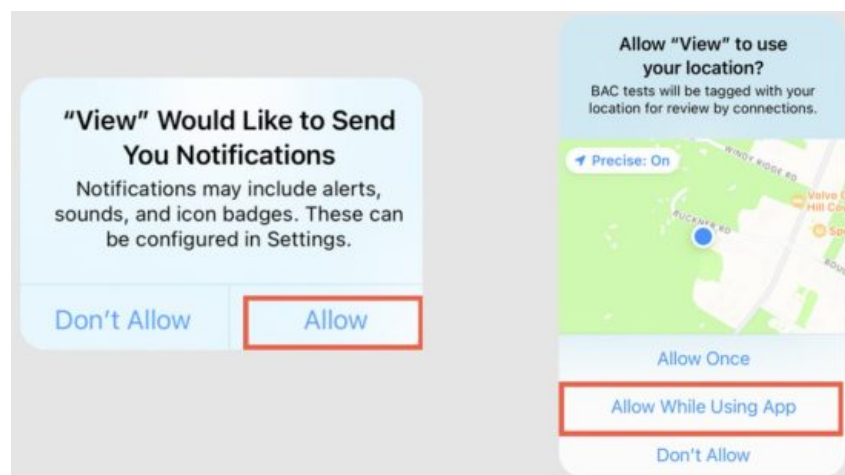 “View” Would Like to Send
You Notifications
Notifications may include alerts,
sounds, and icon badges. These can
be configured in Settings.
Don’t Allow
Allow
Allow “View” to use
your location?
BAC tests will be tagged with your
location for review by connections.
Precise: On
WINDY RIDGE RD
BUCKNER RD
Volvo
Hill
Allow Once
Allow While Using App
Don’t Allow